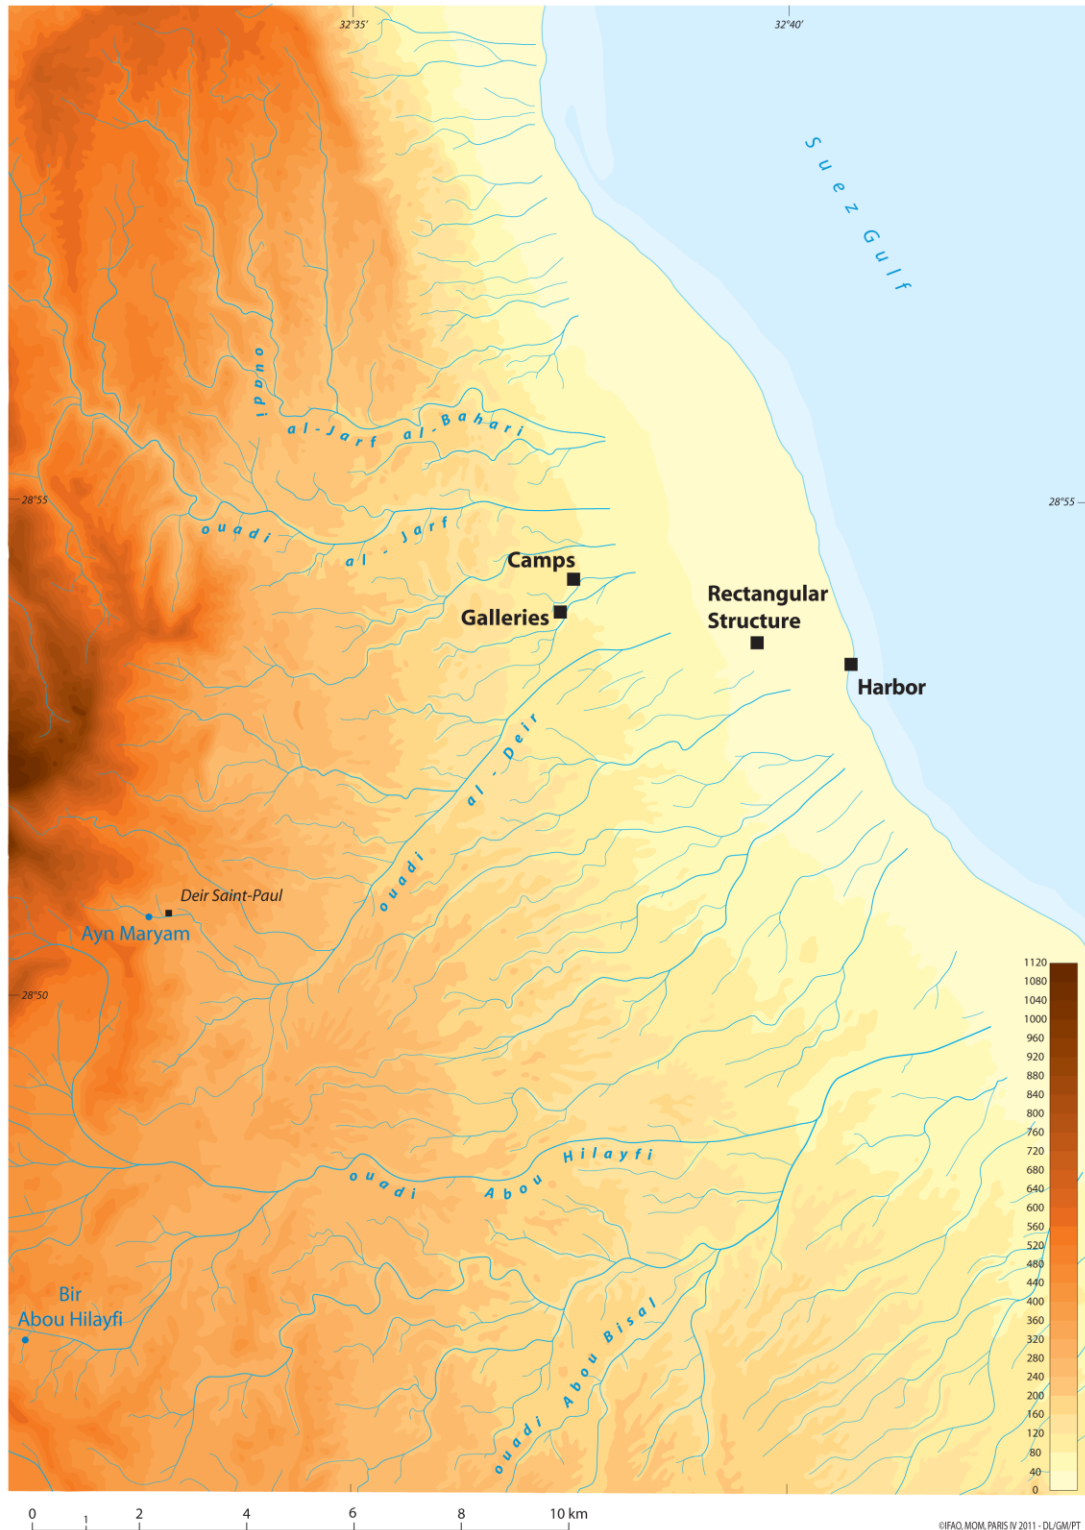 32°35’
32°40’
Suez Gulf
ouadi
al-Jarf al-Bahari
28°55
28°55
ouadi
al-Jarf
Camps
Galleries
Rectangular
Structure
Harbor
ouadi al-Deir
Deir Saint-Paul
Ayn Maryam
28°50
ouadi Abou Hilayfi
Bir
Abou Hilayfi
ouadi Abou Bisal
1120
1080
1040
1000
960
920
880
840
800
760
720
680
640
600
560
520
480
440
400
360
320
280
240
200
160
120
80
40
0
0 1 2 4 6 8 10 km
©IFAO, MOM, PARIS IV 2011 - DL/GM/PT